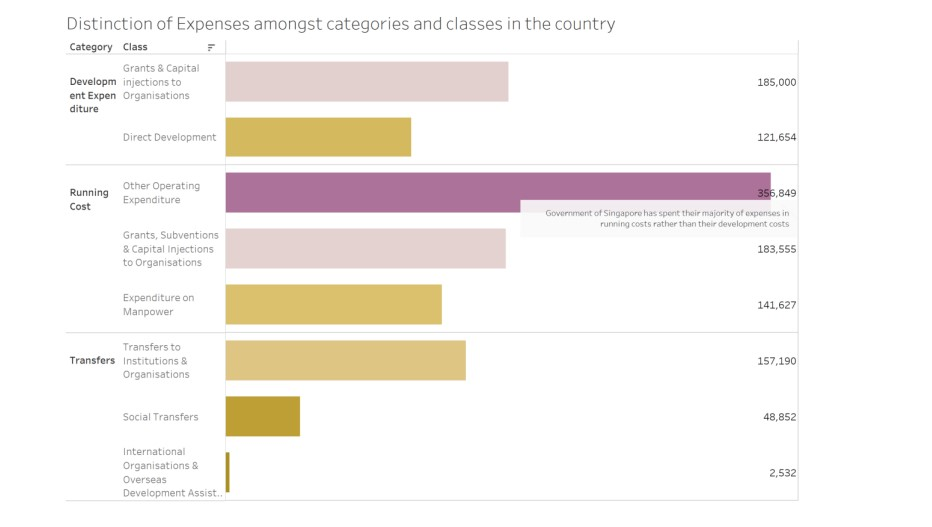 Distinction of Expenses amongst categories and classes in the country
Category Class
Developm
ent Expen
diture
Grants & Capital
injections to
Organisations
185,000
Direct Development
121,654
Running
Cost
Other Operating
Expenditure
356,849
Government of Singapore has spent their majority of expenses in
running costs rather than their development costs
Grants, Subventions
& Capital Injections
to Organisations
183,555
Expenditure on
Manpower
141,627
Transfers
Transfers to
Institutions &
Organisations
157,190
Social Transfers
48,852
International
Organisations &
Overseas
Development Assist..
2,532